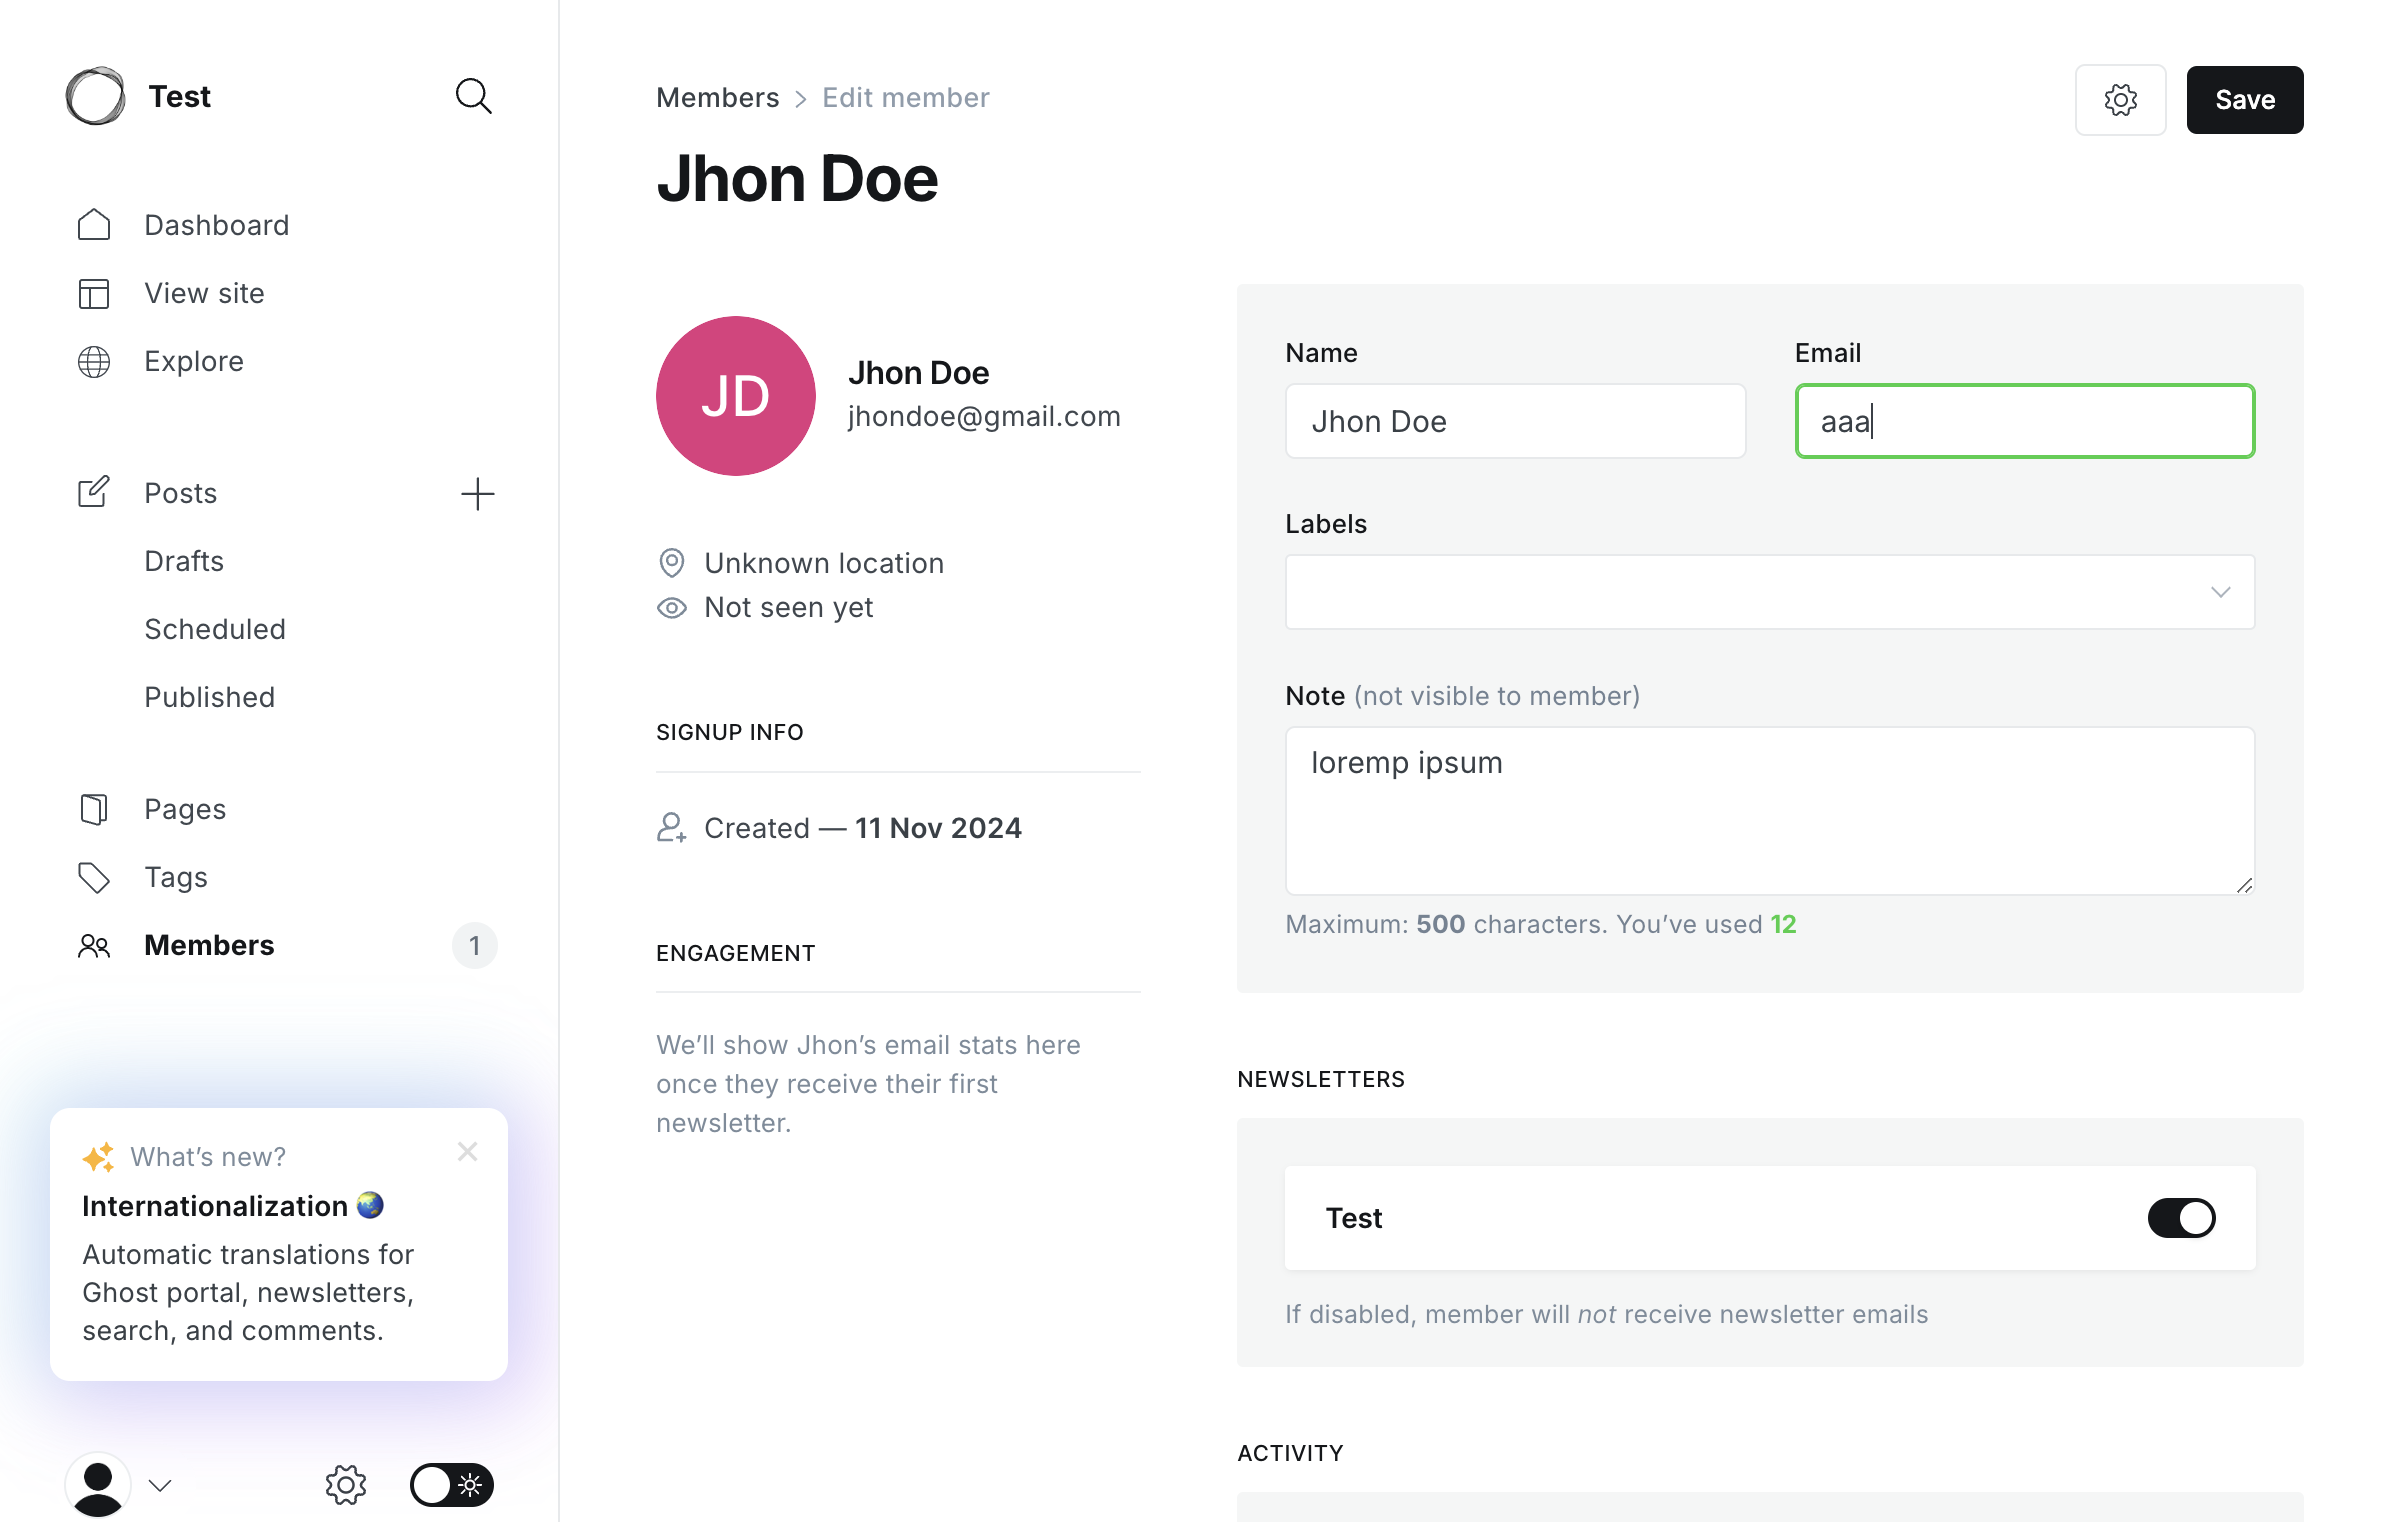 Test
Dashboard
View site
Explore
Posts
Drafts
Scheduled
Published
Pages
Tags
Members
1
What’s new?
Internationalization 🌏
Automatic translations for
Ghost portal, newsletters,
search, and comments.
Members > Edit member
Save
Jhon Doe
JD
Jhon Doe
jhondoe@gmail.com
Unknown location
Not seen yet
SIGNUP INFO
Created — 11 Nov 2024
ENGAGEMENT
We’ll show Jhon’s email stats here
once they receive their first
newsletter.
Name
Jhon Doe
Email
aaa
Labels
Note (not visible to member)
loremp ipsum
Maximum: 500 characters. You’ve used 12
NEWSLETTERS
Test
If disabled, member will not receive newsletter emails
ACTIVITY